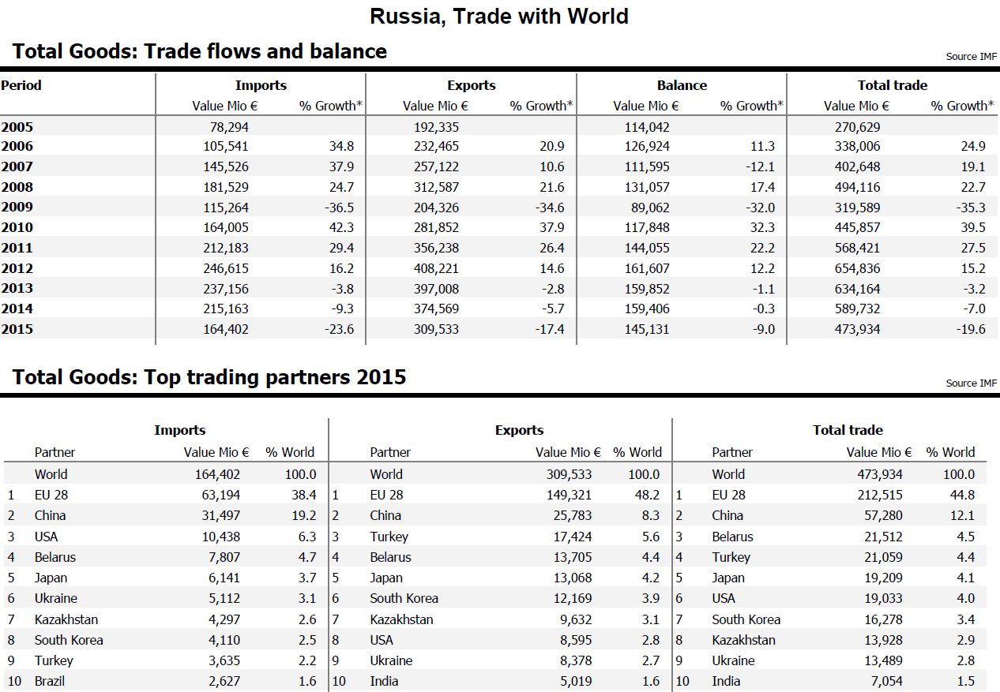 Russia, Trade with World
Total Goods: Trade flows and balance
Source IMF
Period Imports Exports Balance Total trade
Value Mio € % Growth* Value Mio € % Growth* Value Mio € % Growth* Value Mio € % Growth*
2005 78,294 192,335 114,042 270,629
2006 105,541 34.8 232,465 20.9 126,924 11.3 338,006 24.9
2007 145,526 37.9 257,122 10.6 111,595 -12.1 402,648 19.1
2008 181,529 24.7 312,587 21.6 131,057 17.4 494,116 22.7
2009 115,264 -36.5 204,326 -34.6 89,062 -32.0 319,589 -35.3
2010 164,005 42.3 281,852 37.9 117,848 32.3 445,857 39.5
2011 212,183 29.4 356,238 26.4 144,055 22.2 568,421 27.5
2012 246,615 16.2 408,221 14.6 161,607 12.2 654,836 15.2
2013 237,156 -3.8 397,008 -2.8 159,852 -1.1 634,164 -3.2
2014 215,163 -9.3 374,569 -5.7 159,406 -0.3 589,732 -7.0
2015 164,402 -23.6 309,533 -17.4 145,131 -9.0 473,934 -19.6
Total Goods: Top trading partners 2015
Source IMF
Imports Exports Total trade
Partner Value Mio € % World Partner Value Mio € % World Partner Value Mio € % World
World 164,402 100.0 World 309,533 100.0 World 473,934 100.0
1 EU 28 63,194 38.4 1 EU 28 149,321 48.2 1 EU 28 212,515 44.8
2 China 31,497 19.2 2 China 25,783 8.3 2 China 57,280 12.1
3 USA 10,438 6.3 3 Turkey 17,424 5.6 3 Belarus 21,512 4.5
4 Belarus 7,807 4.7 4 Belarus 13,705 4.4 4 Turkey 21,059 4.4
5 Japan 6,141 3.7 5 Japan 13,068 4.2 5 Japan 19,209 4.1
6 Ukraine 5,112 3.1 6 South Korea 12,169 3.9 6 USA 19,033 4.0
7 Kazakhstan 4,297 2.6 7 Kazakhstan 9,632 3.1 7 South Korea 16,278 3.4
8 South Korea 4,110 2.5 8 USA 8,595 2.8 8 Kazakhstan 13,928 2.9
9 Turkey 3,635 2.2 9 Ukraine 8,378 2.7 9 Ukraine 13,489 2.8
10 Brazil 2,627 1.6 10 India 5,019 1.6 10 India 7,054 1.5